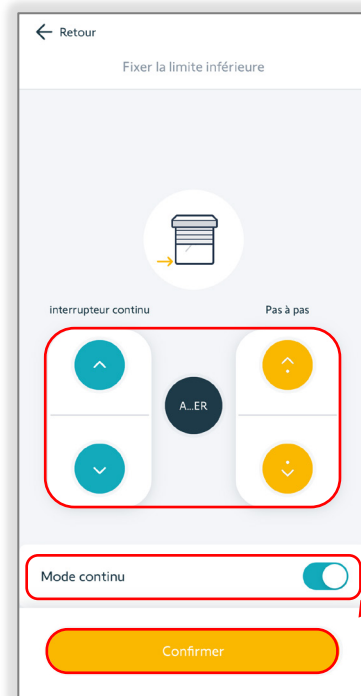 Retour
Fixer la limite inférieure
interrupteur continu
Pas à pas
A...ER
Mode continu
Confirmer